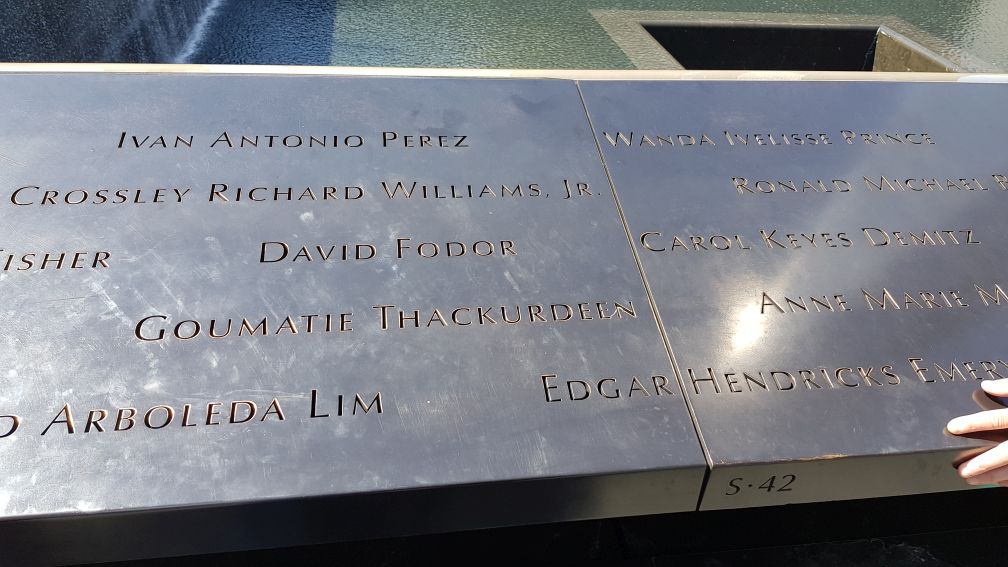 Ivan Antonio Perez
Wanda Ivelisse Prince
Crossley Richard Williams, Jr.
Ronald Michael
Fisher
David Fodor
Carol Keyes Demitz
Goumatie Thackurdeen
Anne Marie
Arboleda Lim
Edgar Hendricks Emery
S·42